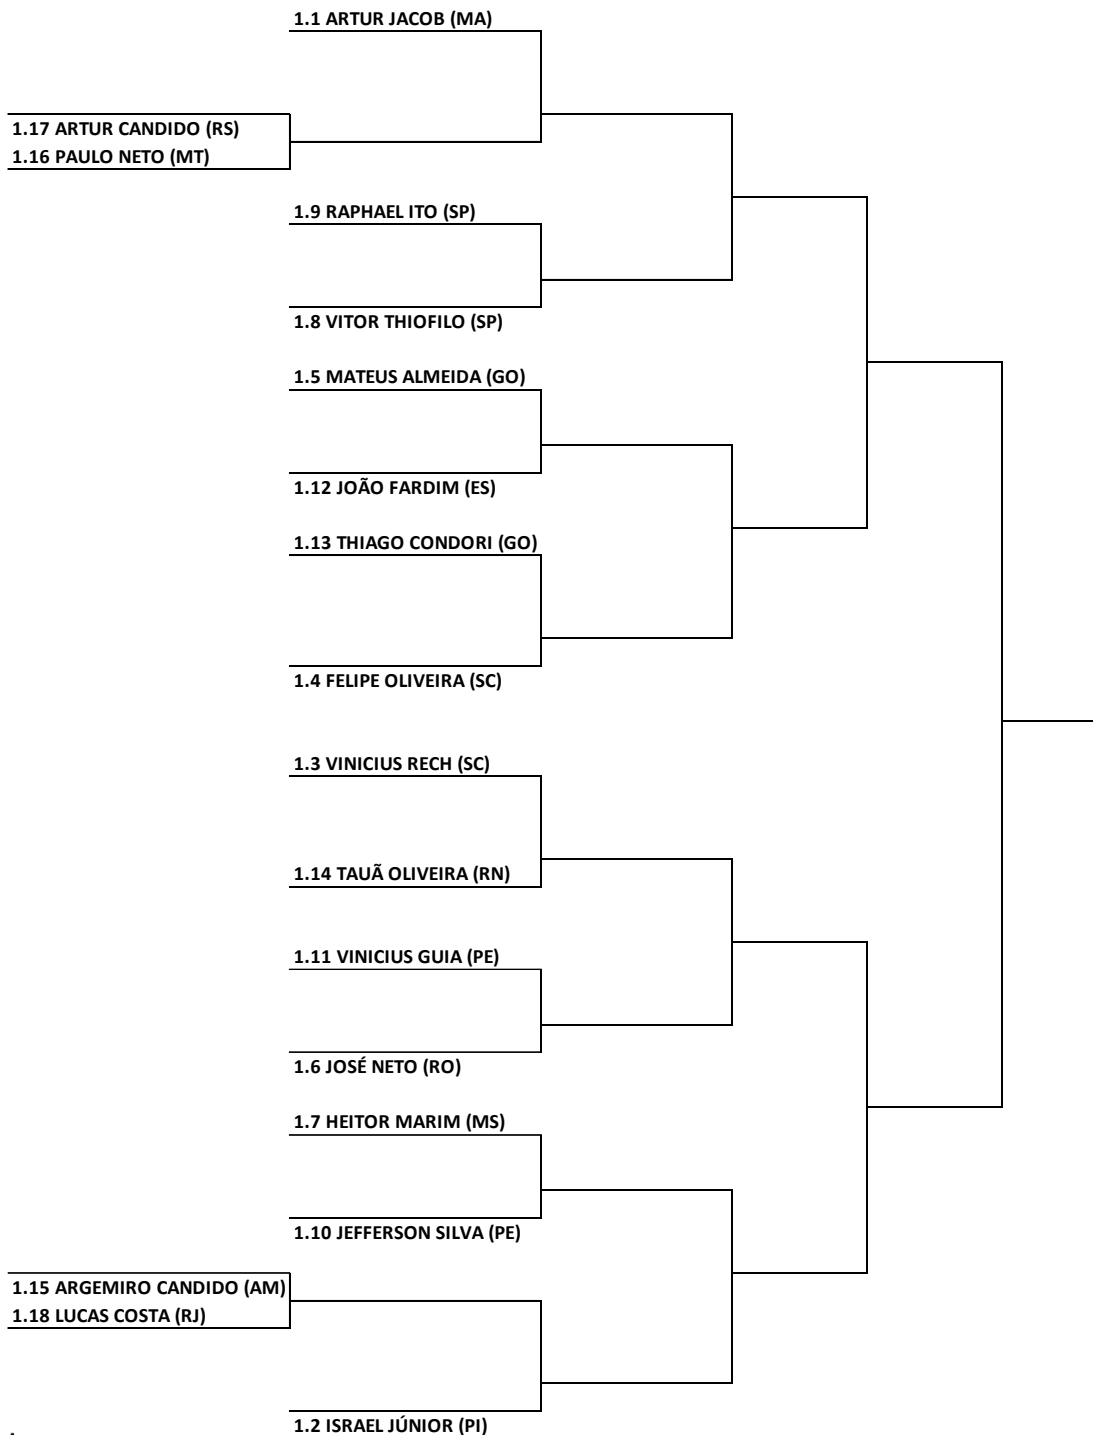 1.1 ARTUR JACOB (MA)
1.17 ARTUR CANDIDO (RS)
1.16 PAULO NETO (MT)
1.9 RAPHAEL ITO (SP)
1.8 VITOR THIOFILO (SP)
1.5 MATEUS ALMEIDA (GO)
1.12 JOÃO FARDIM (ES)
1.13 THIAGO CONDORI (GO)
1.4 FELIPE OLIVEIRA (SC)
1.3 VINICIUS RECH (SC)
1.14 TAUÃ OLIVEIRA (RN)
1.11 VINICIUS GUIA (PE)
1.6 JOSÉ NETO (RO)
1.7 HEITOR MARIM (MS)
1.10 JEFFERSON SILVA (PE)
1.15 ARGEMIRO CANDIDO (AM)
1.18 LUCAS COSTA (RJ)
1.2 ISRAEL JÚNIOR (PI)